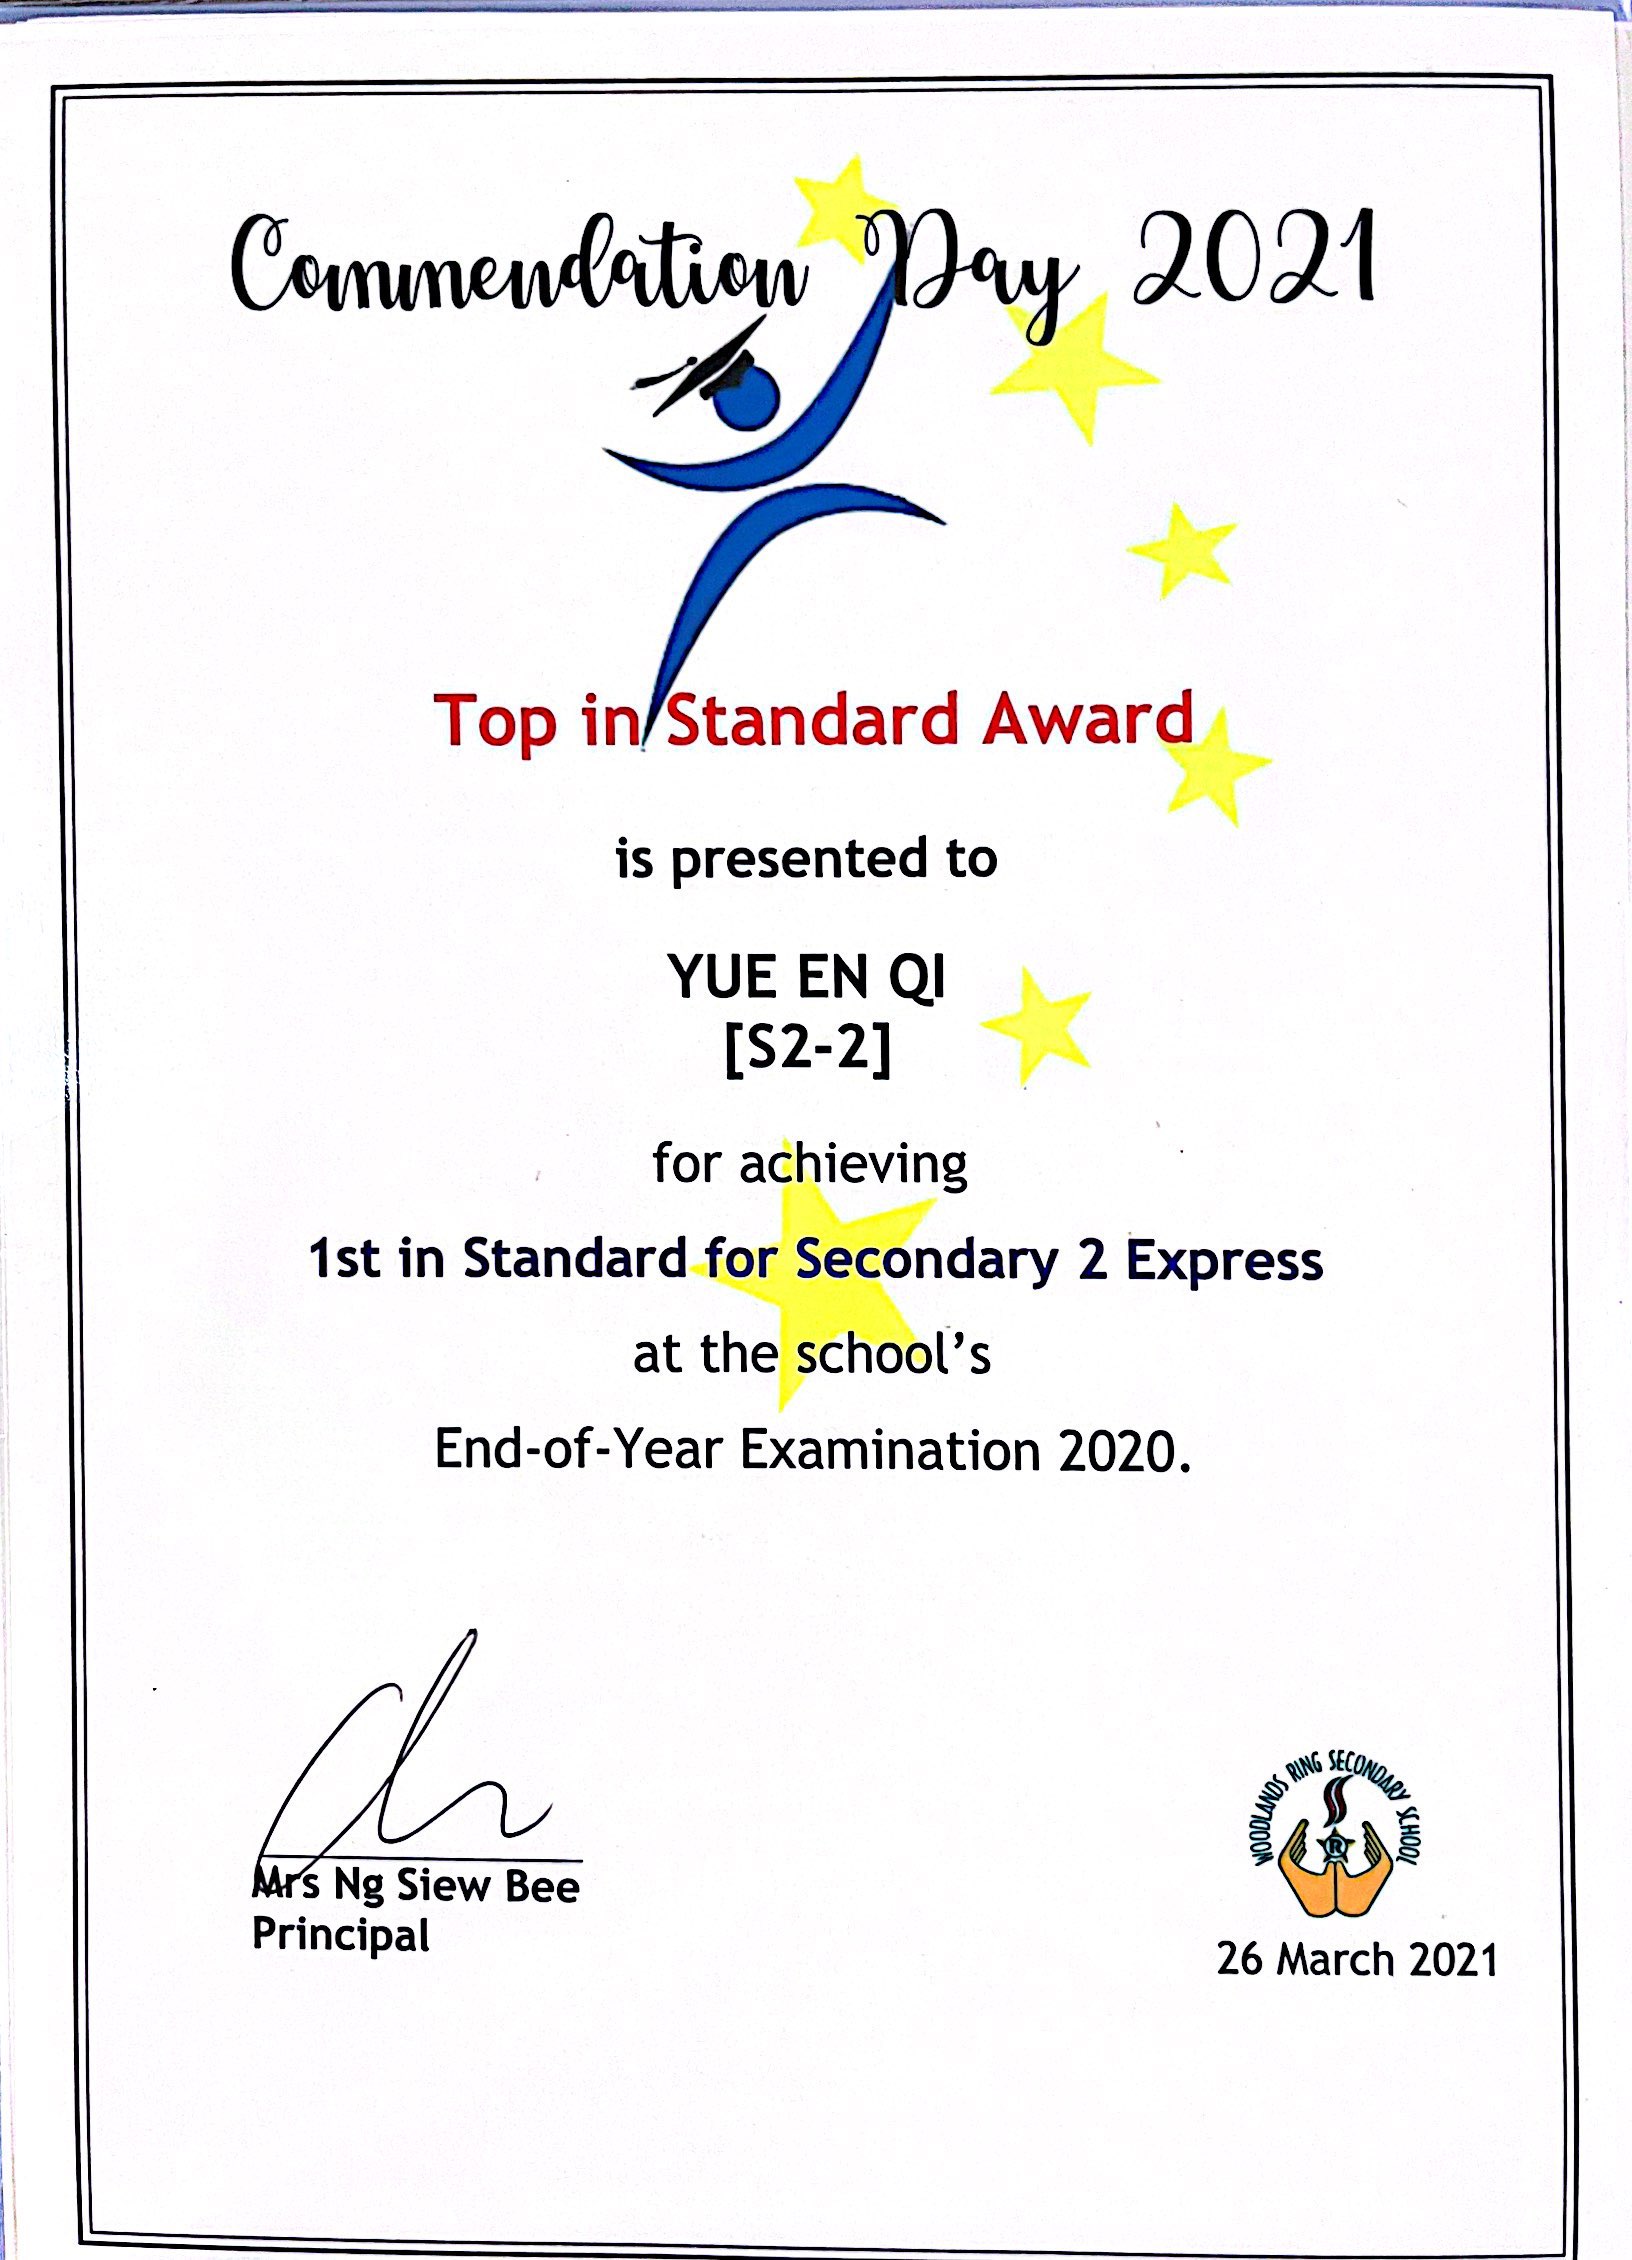 Commendation Day 2021
Top in Standard Award
is presented to
YUE EN QI
[S2-2]
for achieving
1st in Standard for Secondary 2 Express
at the school's
End-of-Year Examination 2020.
Mrs Ng Siew Bee
Principal
WOODLANDS RING SECONDARY SCHOOL
R
26 March 2021